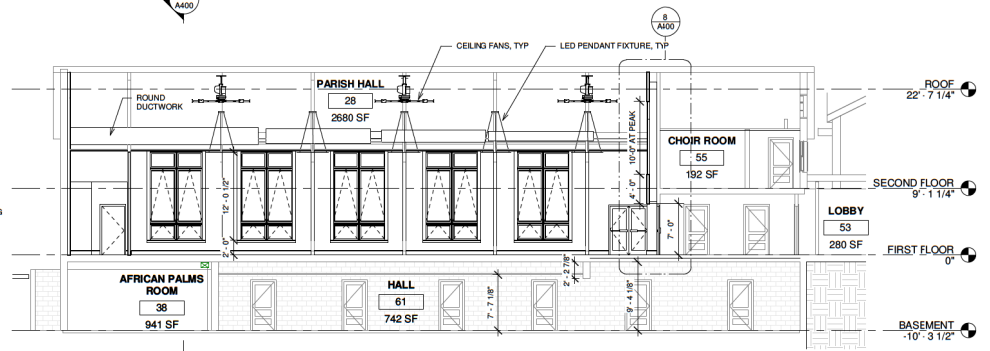 A400
8
A400
CEILING FANS, TYP
LED PENDANT FIXTURE, TYP
PARISH HALL
28
2680 SF
ROUND
DUCTWORK
ROOF
22' - 7 1/4"
10'-0" AT PEAK
CHOIR ROOM
55
192 SF
4' - 0"
12' - 0 1/2"
2' - 0"
7' - 0"
SECOND FLOOR
9' - 1 1/4"
LOBBY
53
280 SF
FIRST FLOOR
0"
AFRICAN PALMS
ROOM
38
941 SF
HALL
61
742 SF
7' - 7 1/8"
2' - 2 7/8"
9' - 4 1/8"
BASEMENT
-10' - 3 1/2"